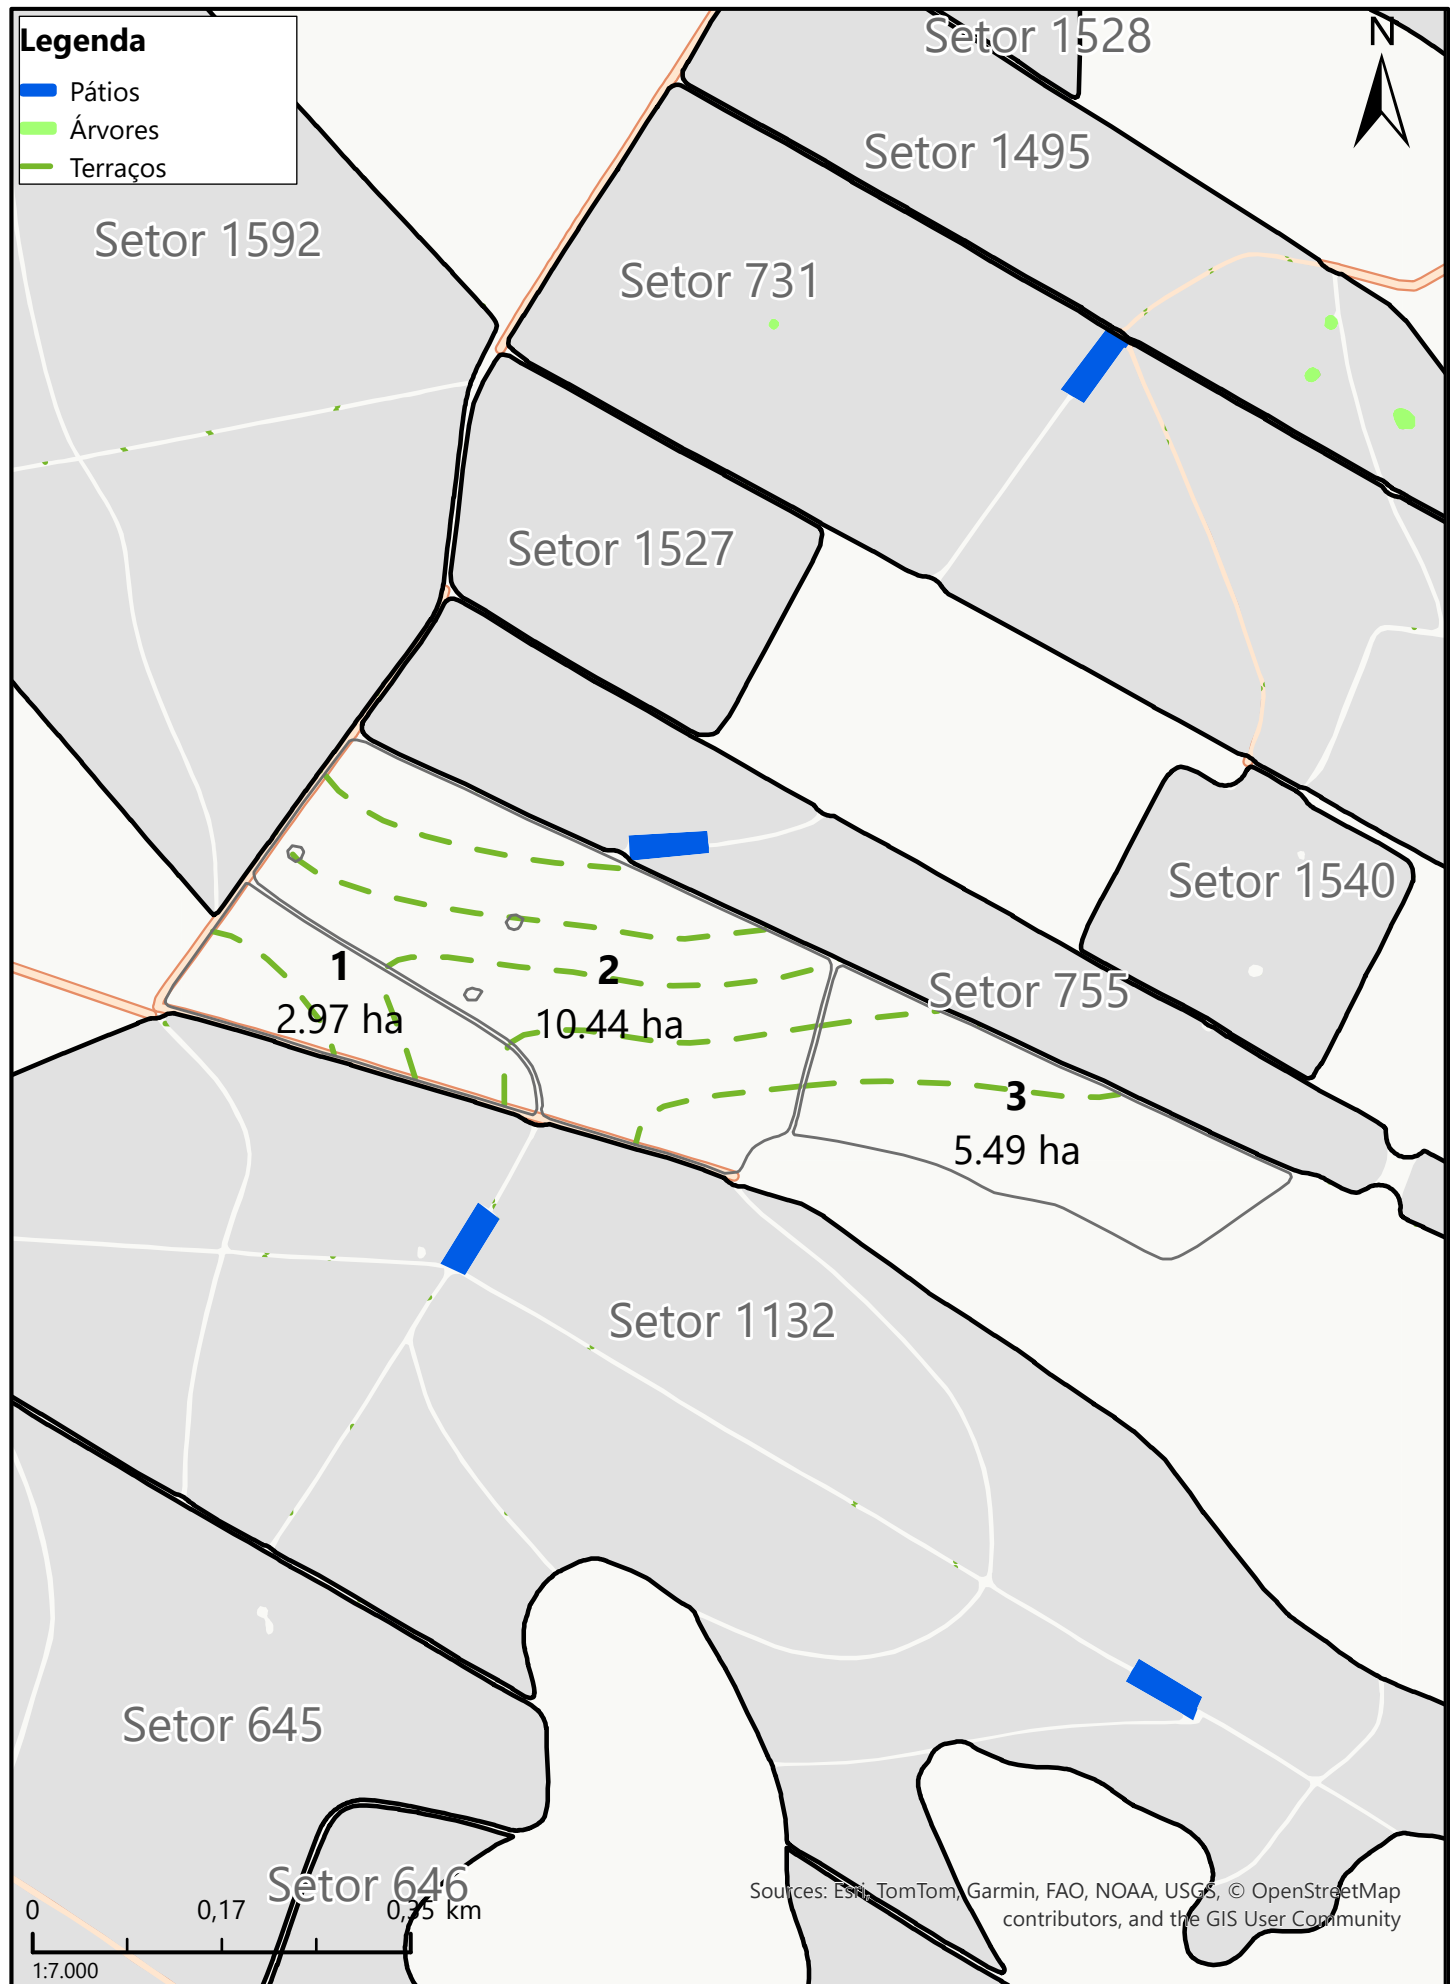 Legenda
Pátios
Árvores
Terraços
N
Setor 1528
Setor 1495
Setor 1592
Setor 731
Setor 1527
Setor 1540
1
2.97 ha
2
10.44 ha
Setor 755
3
5.49 ha
Setor 1132
Setor 645
Setor 646
0 0,17 0,35 km
1:7.000
Sources: Esri, TomTom, Garmin, FAO, NOAA, USGS, © OpenStreetMap
contributors, and the GIS User Community